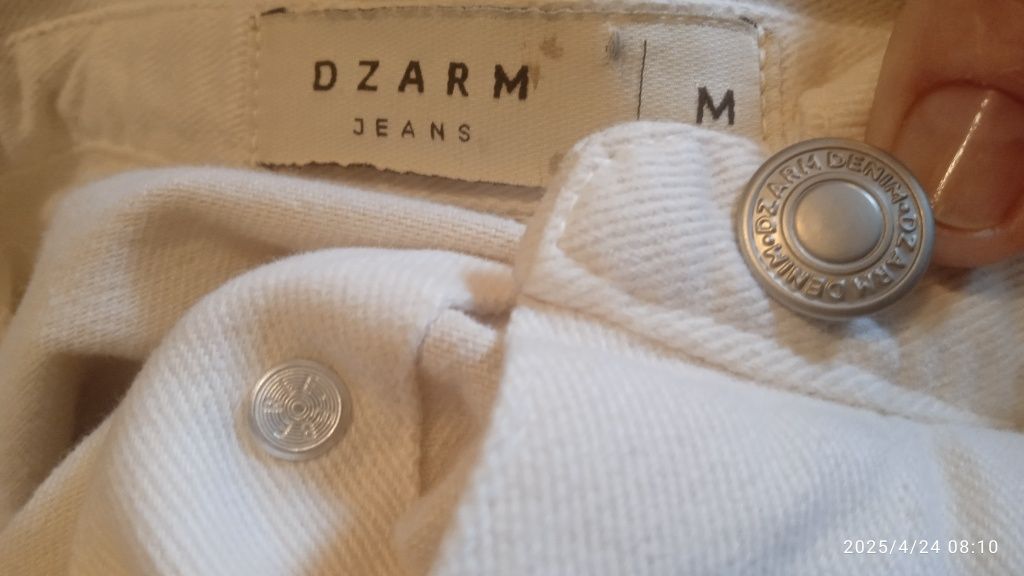 DZARM
JEANS
M
DZARM DENIM•DZARM DENIM•
2025/4/24 08:10